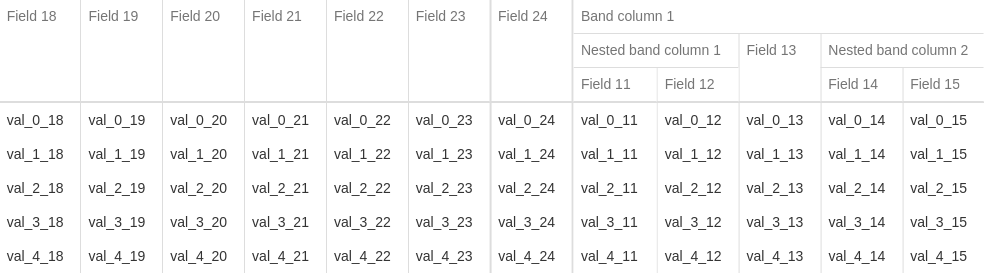 Field 18 Field 19 Field 20 Field 21 Field 22 Field 23 Field 24 Band column 1
Nested band column 1 Field 13 Nested band column 2
Field 11 Field 12 Field 14 Field 15
val_0_18 val_0_19 val_0_20 val_0_21 val_0_22 val_0_23 val_0_24 val_0_11 val_0_12 val_0_13 val_0_14 val_0_15
val_1_18 val_1_19 val_1_20 val_1_21 val_1_22 val_1_23 val_1_24 val_1_11 val_1_12 val_1_13 val_1_14 val_1_15
val_2_18 val_2_19 val_2_20 val_2_21 val_2_22 val_2_23 val_2_24 val_2_11 val_2_12 val_2_13 val_2_14 val_2_15
val_3_18 val_3_19 val_3_20 val_3_21 val_3_22 val_3_23 val_3_24 val_3_11 val_3_12 val_3_13 val_3_14 val_3_15
val_4_18 val_4_19 val_4_20 val_4_21 val_4_22 val_4_23 val_4_24 val_4_11 val_4_12 val_4_13 val_4_14 val_4_15